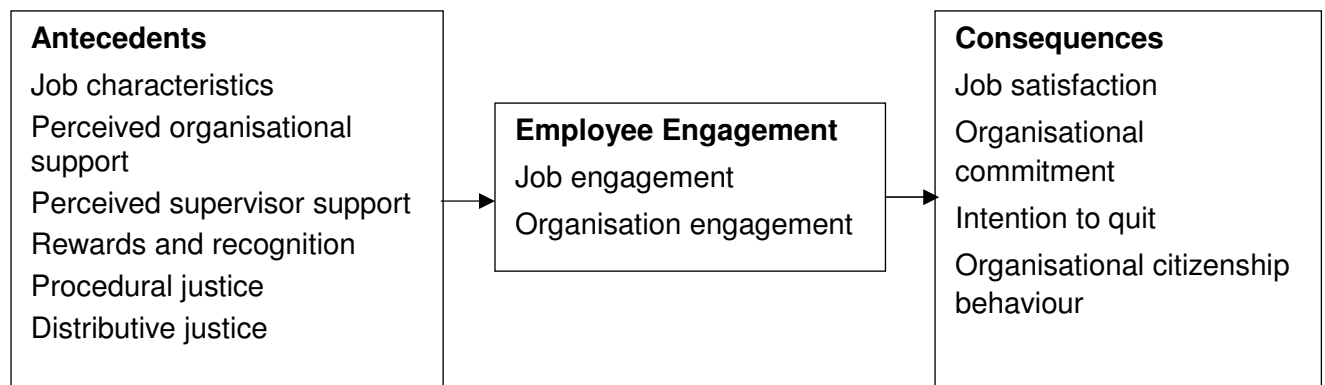 Antecedents
Job characteristics
Perceived organisational
support
Perceived supervisor support
Rewards and recognition
Procedural justice
Distributive justice
Employee Engagement
Job engagement
Organisation engagement
Consequences
Job satisfaction
Organisational
commitment
Intention to quit
Organisational citizenship
behaviour